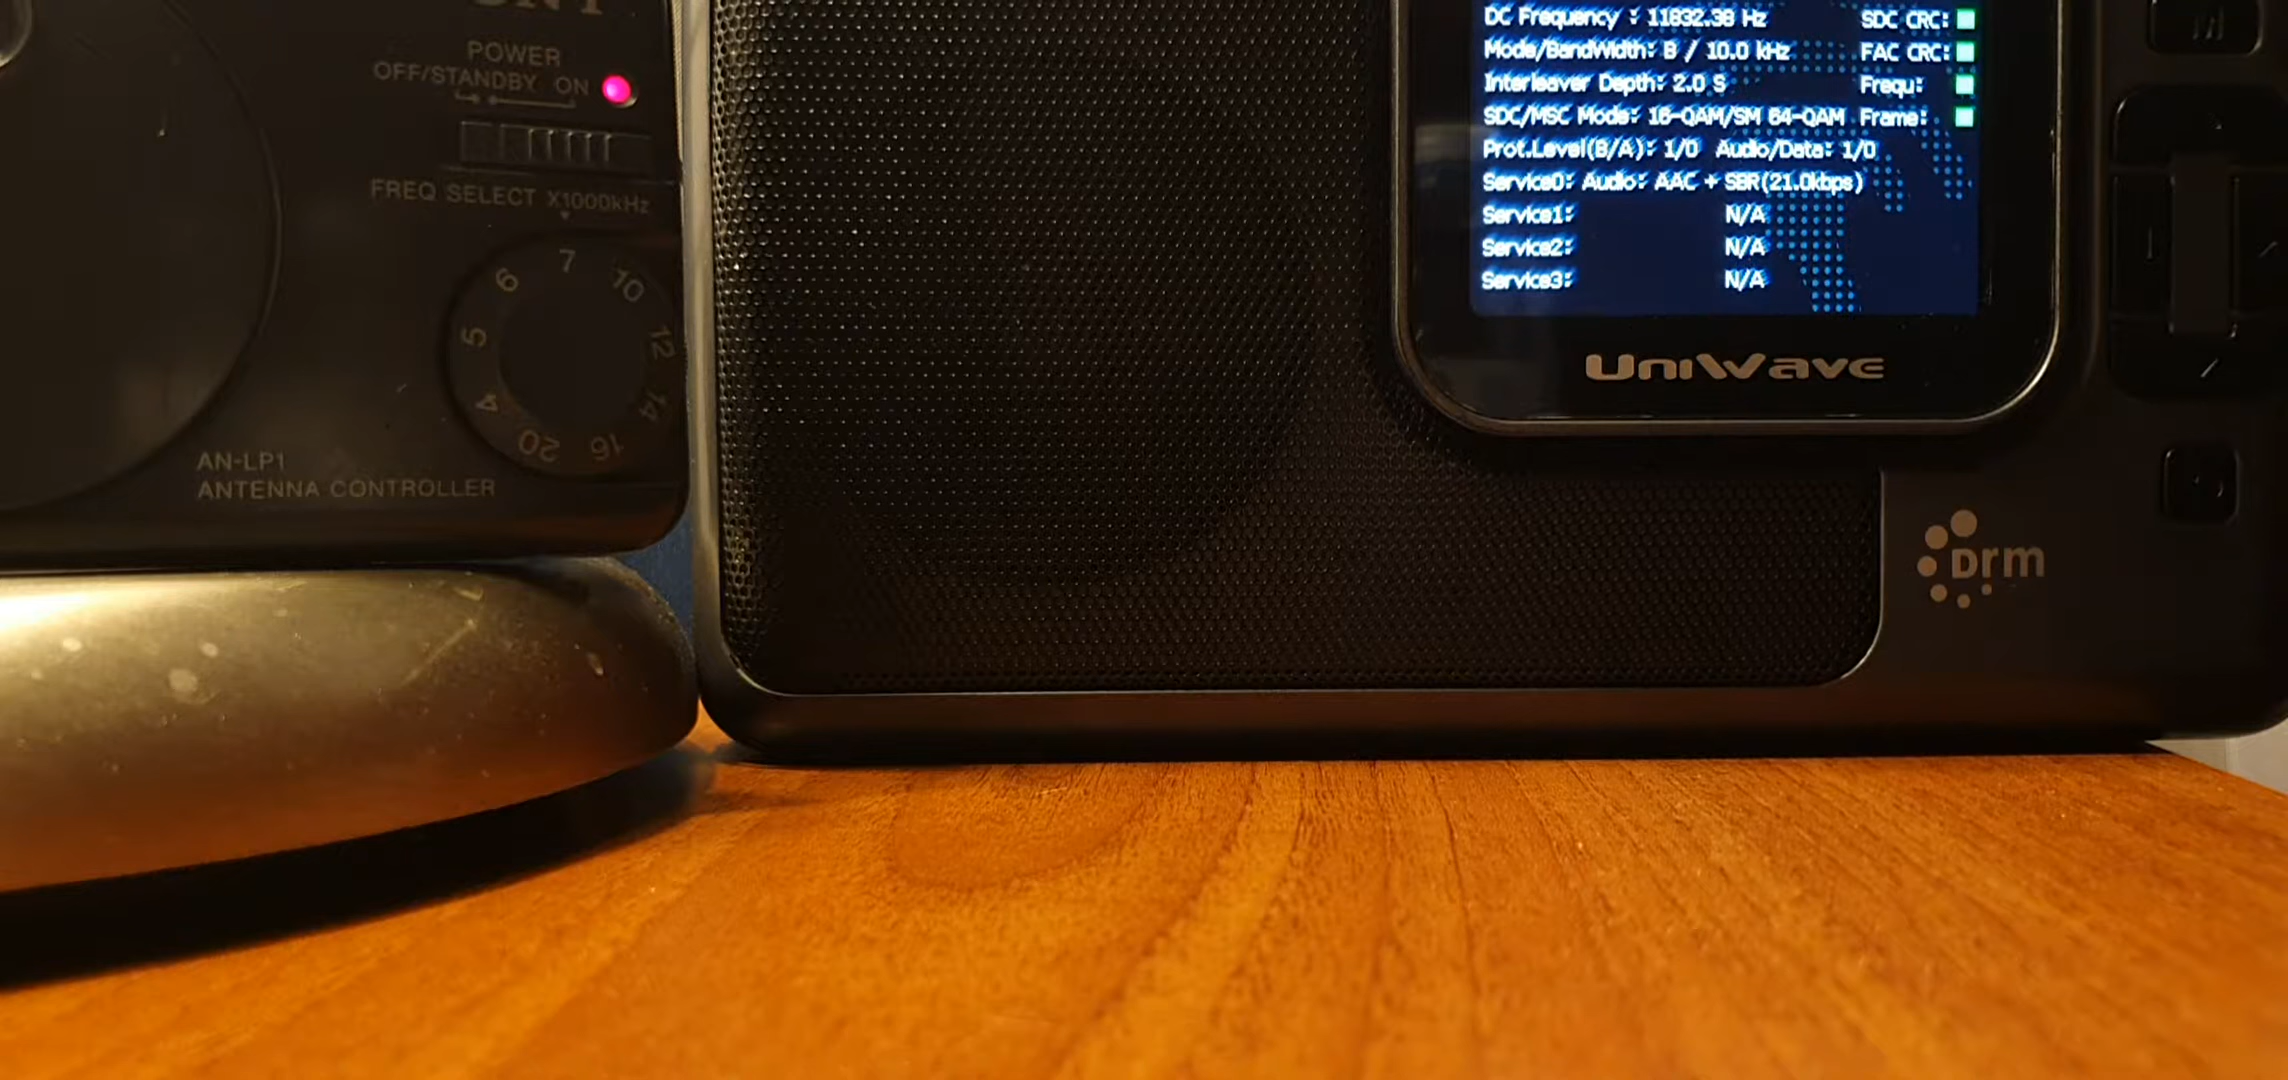 SONY
POWER
OFF/STANDBY ON
FREQ SELECT X1000kHz
4 5 6 7 10 12 14 16 20
AN-LP1
ANTENNA CONTROLLER
DC Frequency : 11832.38 Hz SDC CRC:
Mode/BandWidth: B / 10.0 kHz FAC CRC:
Interleaver Depth: 2.0 S Frequ:
SDC/MSC Mode: 16-QAM/SM 64-QAM Frame:
Prot.Level(B/A): 1/0 Audio/Data: 1/0
Service0: Audio: AAC + SBR(21.0kbps)
Service1: N/A
Service2: N/A
Service3: N/A
UniWave
Drm